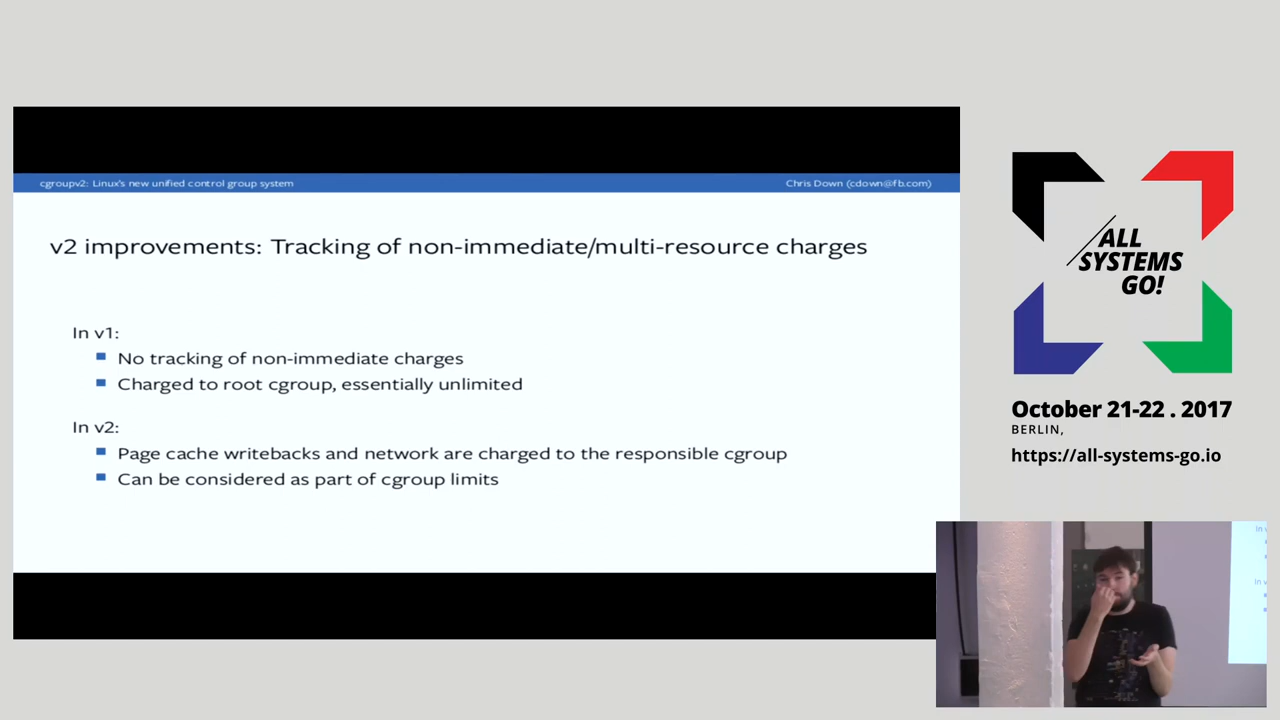 cgroupv2: Linux's new unified control group system
Chris Down (cdown@fb.com)
v2 improvements: Tracking of non-immediate/multi-resource charges
In v1:
No tracking of non-immediate charges
Charged to root cgroup, essentially unlimited
In v2:
Page cache writebacks and network are charged to the responsible cgroup
Can be considered as part of cgroup limits
ALL
SYSTEMS
GO!
October 21-22 . 2017
BERLIN,
https://all-systems-go.io